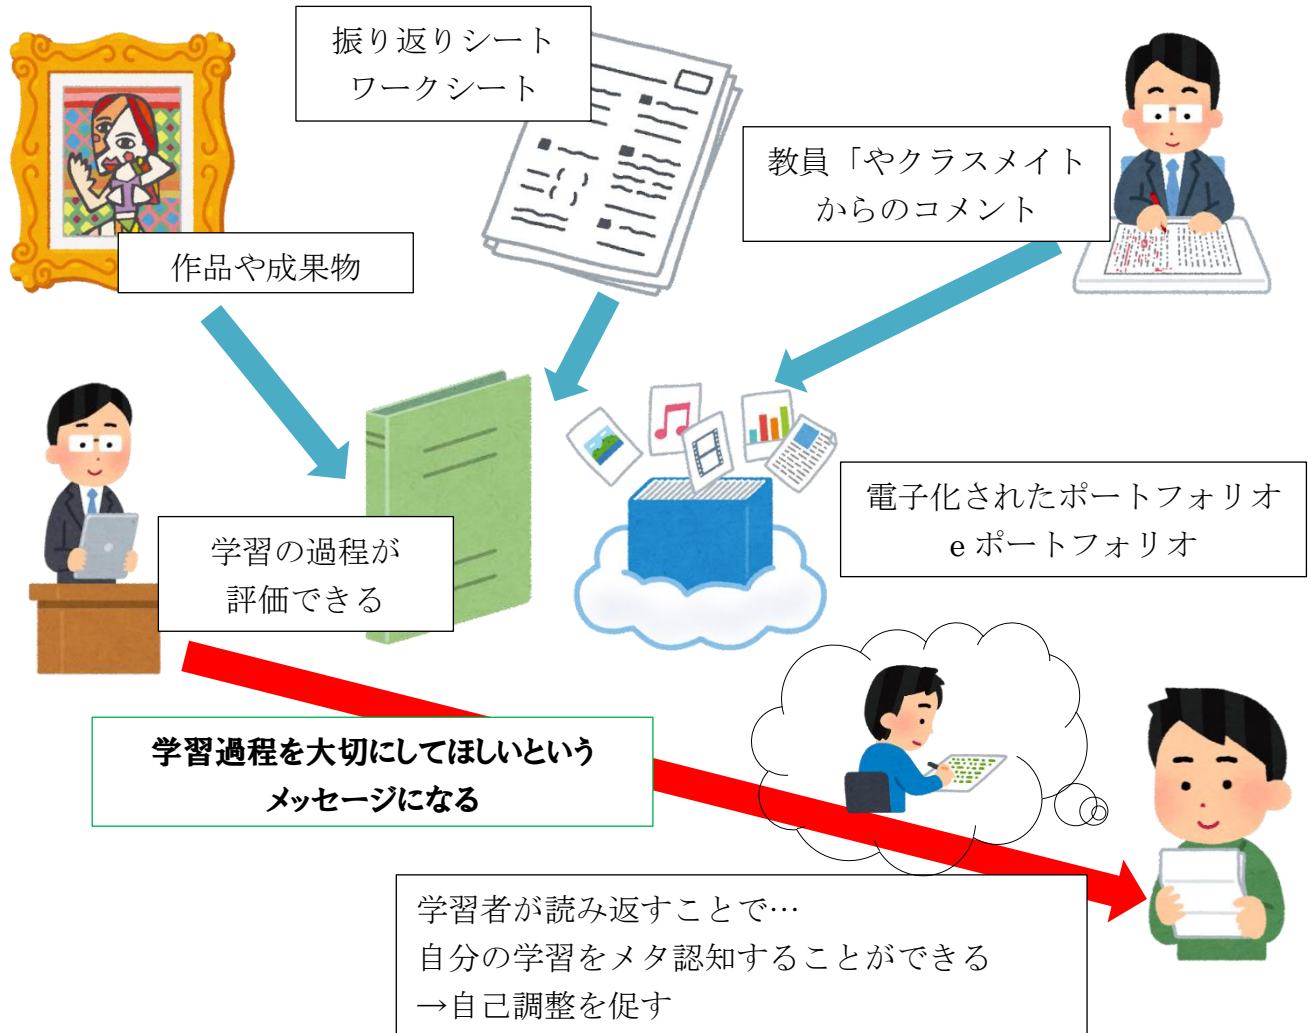 振り返りシート
ワークシート
教員「やクラスメイト
からのコメント
作品や成果物
電子化されたポートフォリオ
e ポートフォリオ
学習の過程が
評価できる
学習過程を大切にしてほしいという
メッセージになる
学習者が読み返すことで…
自分の学習をメタ認知することができる
→自己調整を促す